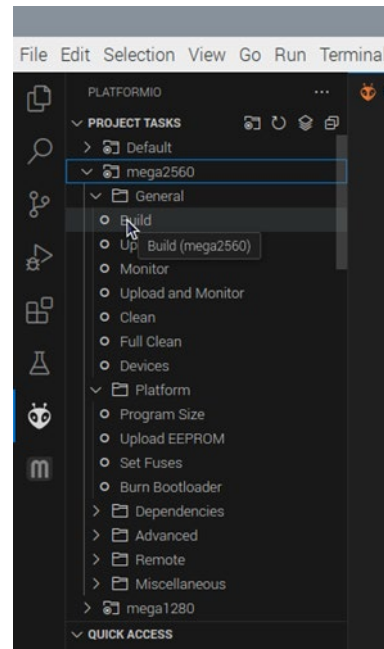 File Edit Selection View Go Run Termina
PLATFORMIO
PROJECT TASKS
Default
mega2560
General
Build
Up
Build (mega2560)
Monitor
Upload and Monitor
Clean
Full Clean
Devices
Platform
Program Size
Upload EEPROM
Set Fuses
Burn Bootloader
Dependencies
Advanced
Remote
Miscellaneous
mega1280
QUICK ACCESS